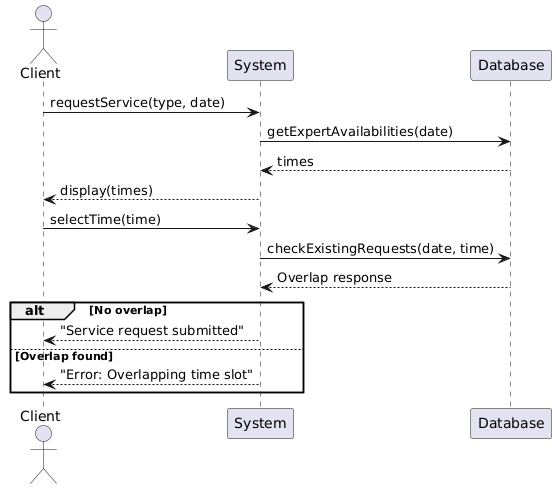 Client
System
Database
requestService(type, date)
getExpertAvailabilities(date)
times
display(times)
selectTime(time)
checkExistingRequests(date, time)
Overlap response
alt [No overlap]
"Service request submitted"
[Overlap found]
"Error: Overlapping time slot"
Client
System
Database